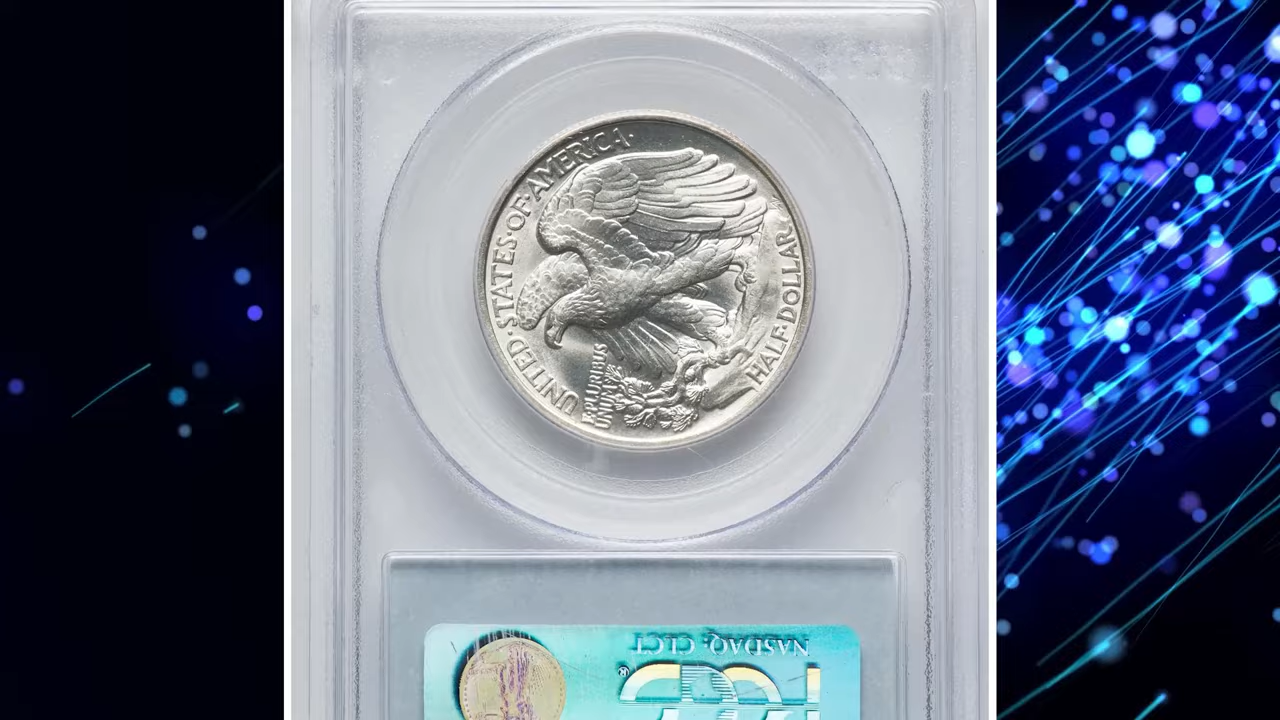 UNITED·STATES·OF·AMERICA·
E·PLURIBUS
UNUM
HALF·DOLLAR
NASDAQ: CLCT
®